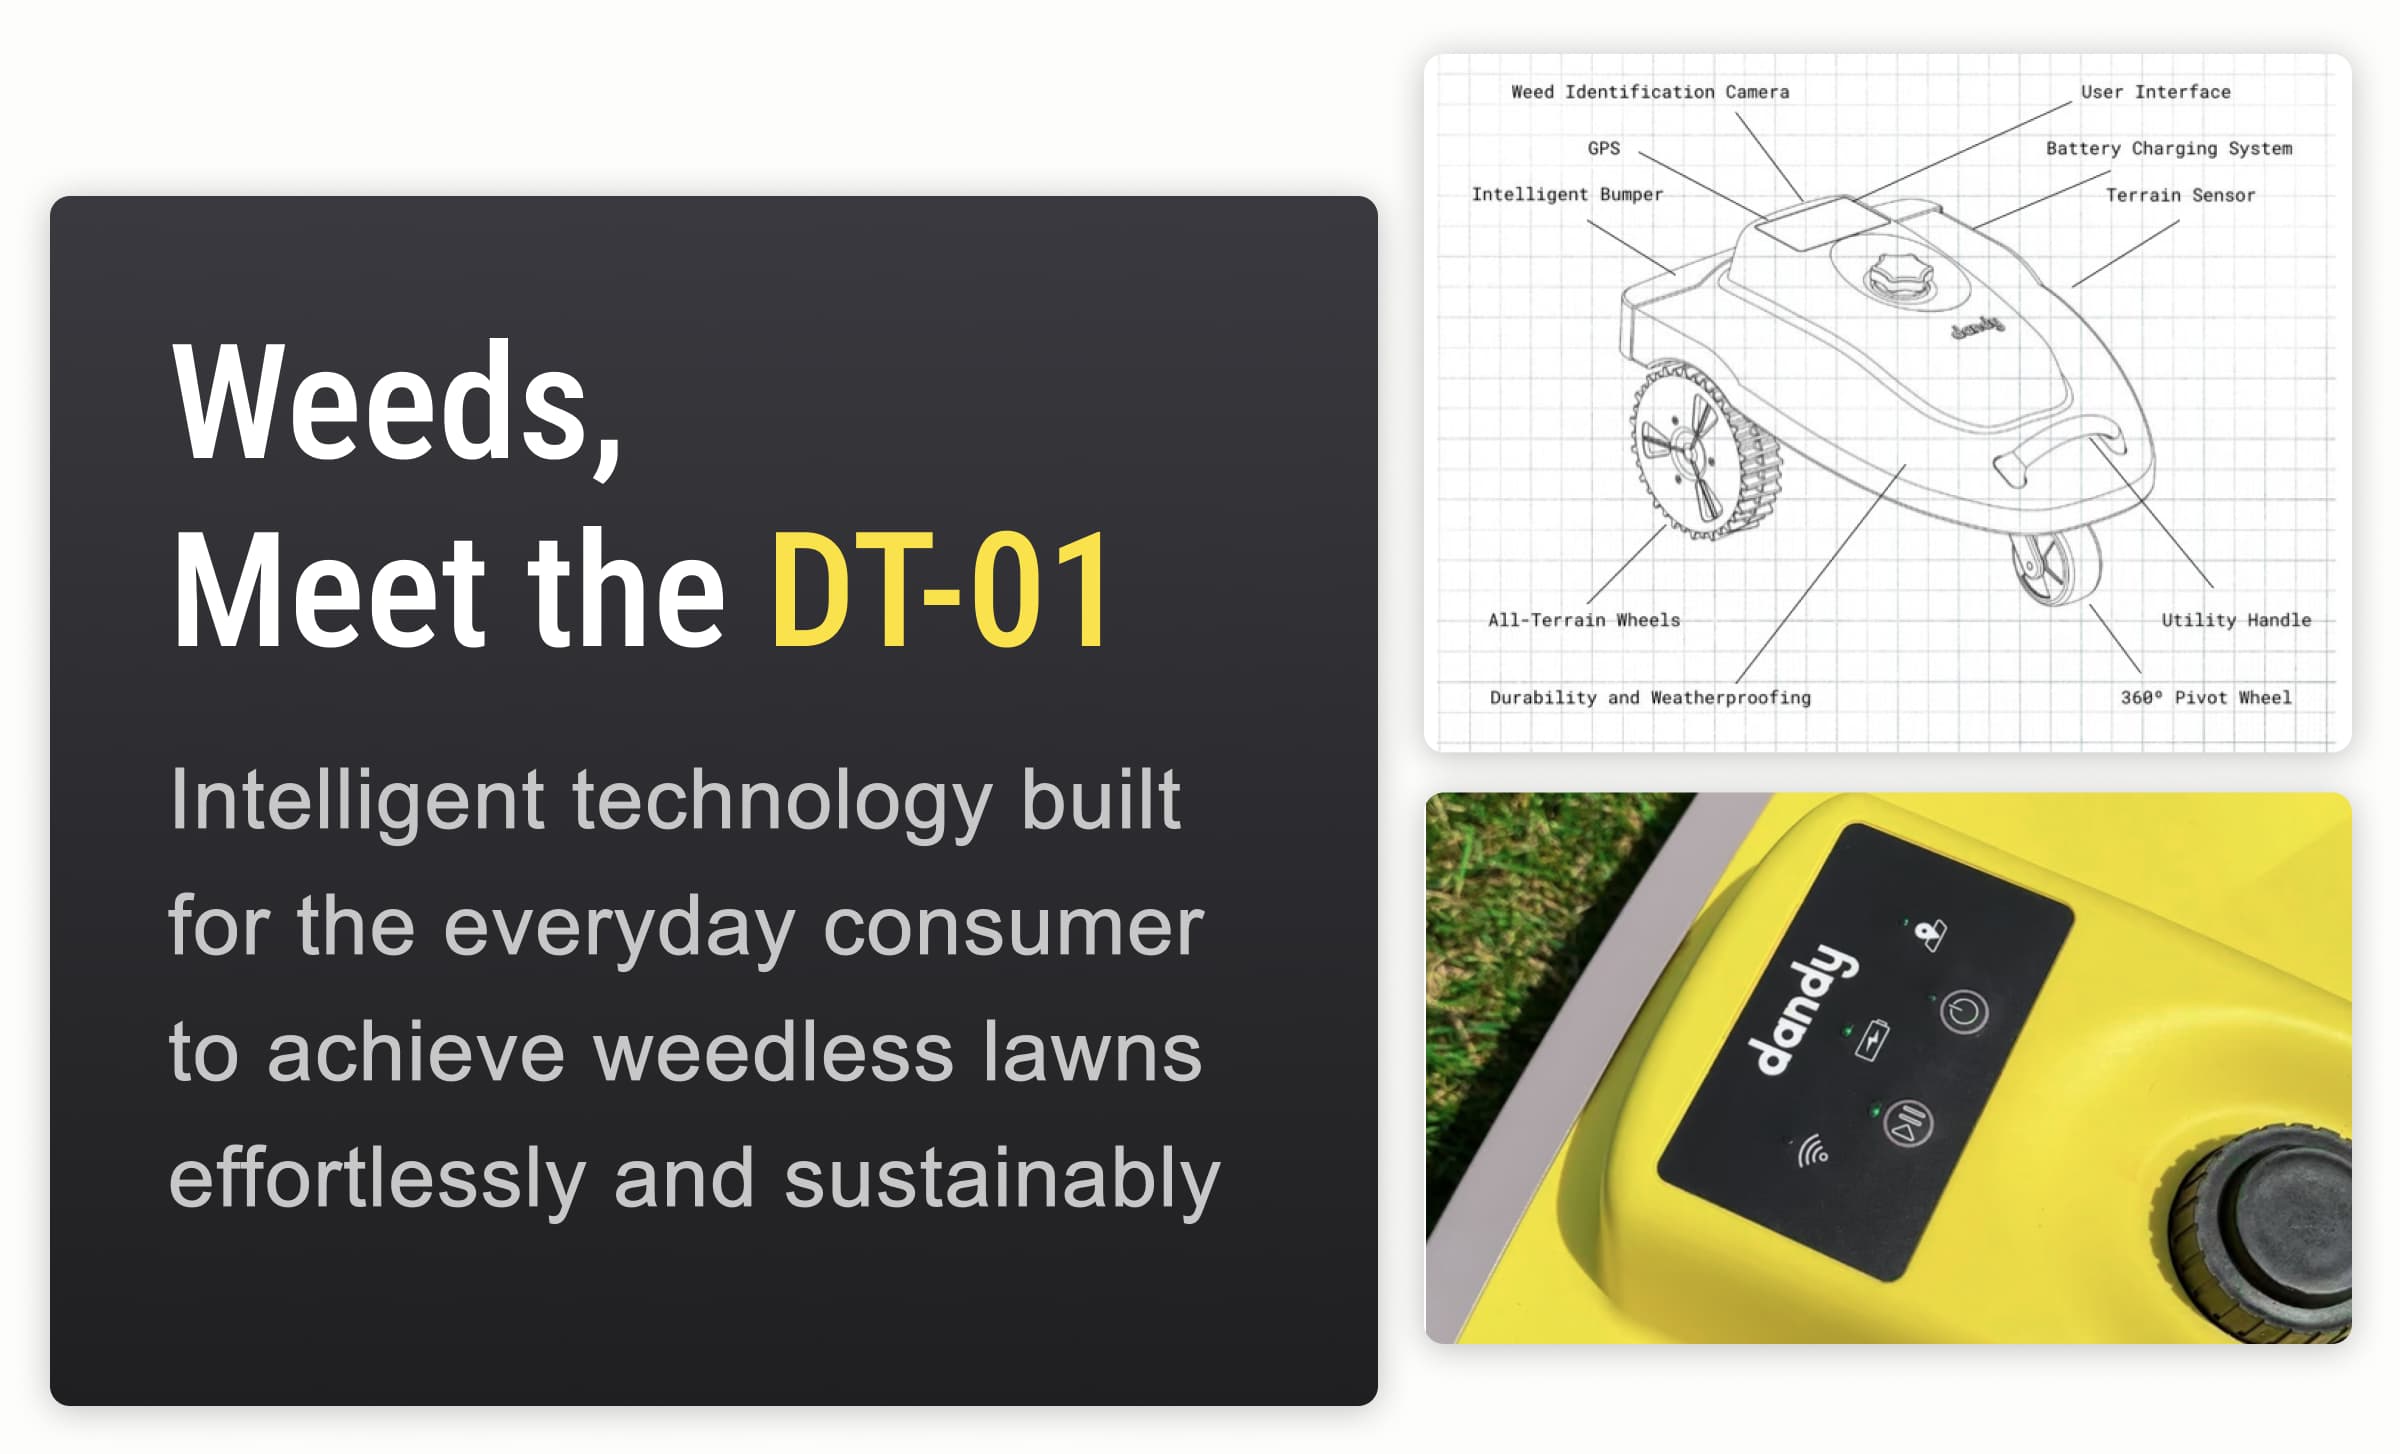 Weeds,
Meet the DT-01
Intelligent technology built
for the everyday consumer
to achieve weedless lawns
effortlessly and sustainably
Weed Identification Camera
User Interface
GPS
Battery Charging System
Intelligent Bumper
Terrain Sensor
dandy
All-Terrain Wheels
Utility Handle
Durability and Weatherproofing
360º Pivot Wheel
dandy